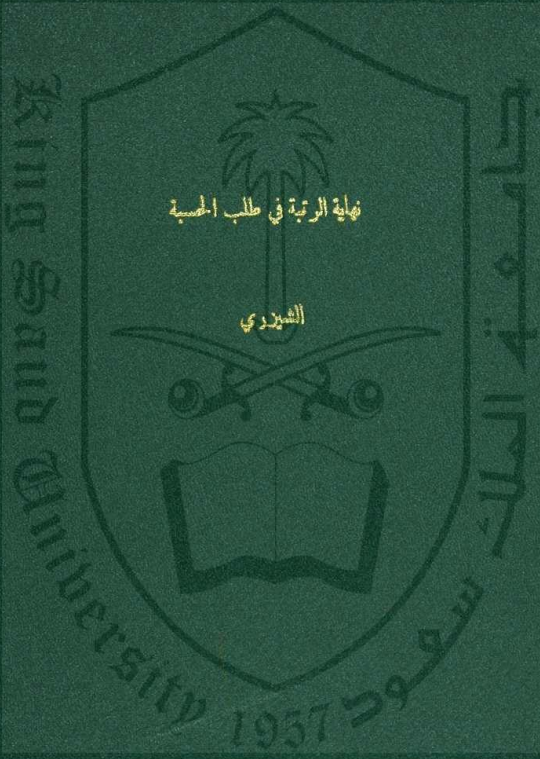 نهاية الرتبة في طلب الحسبة
الشيزري
King Saud University
1957
جامعة الملك سعود